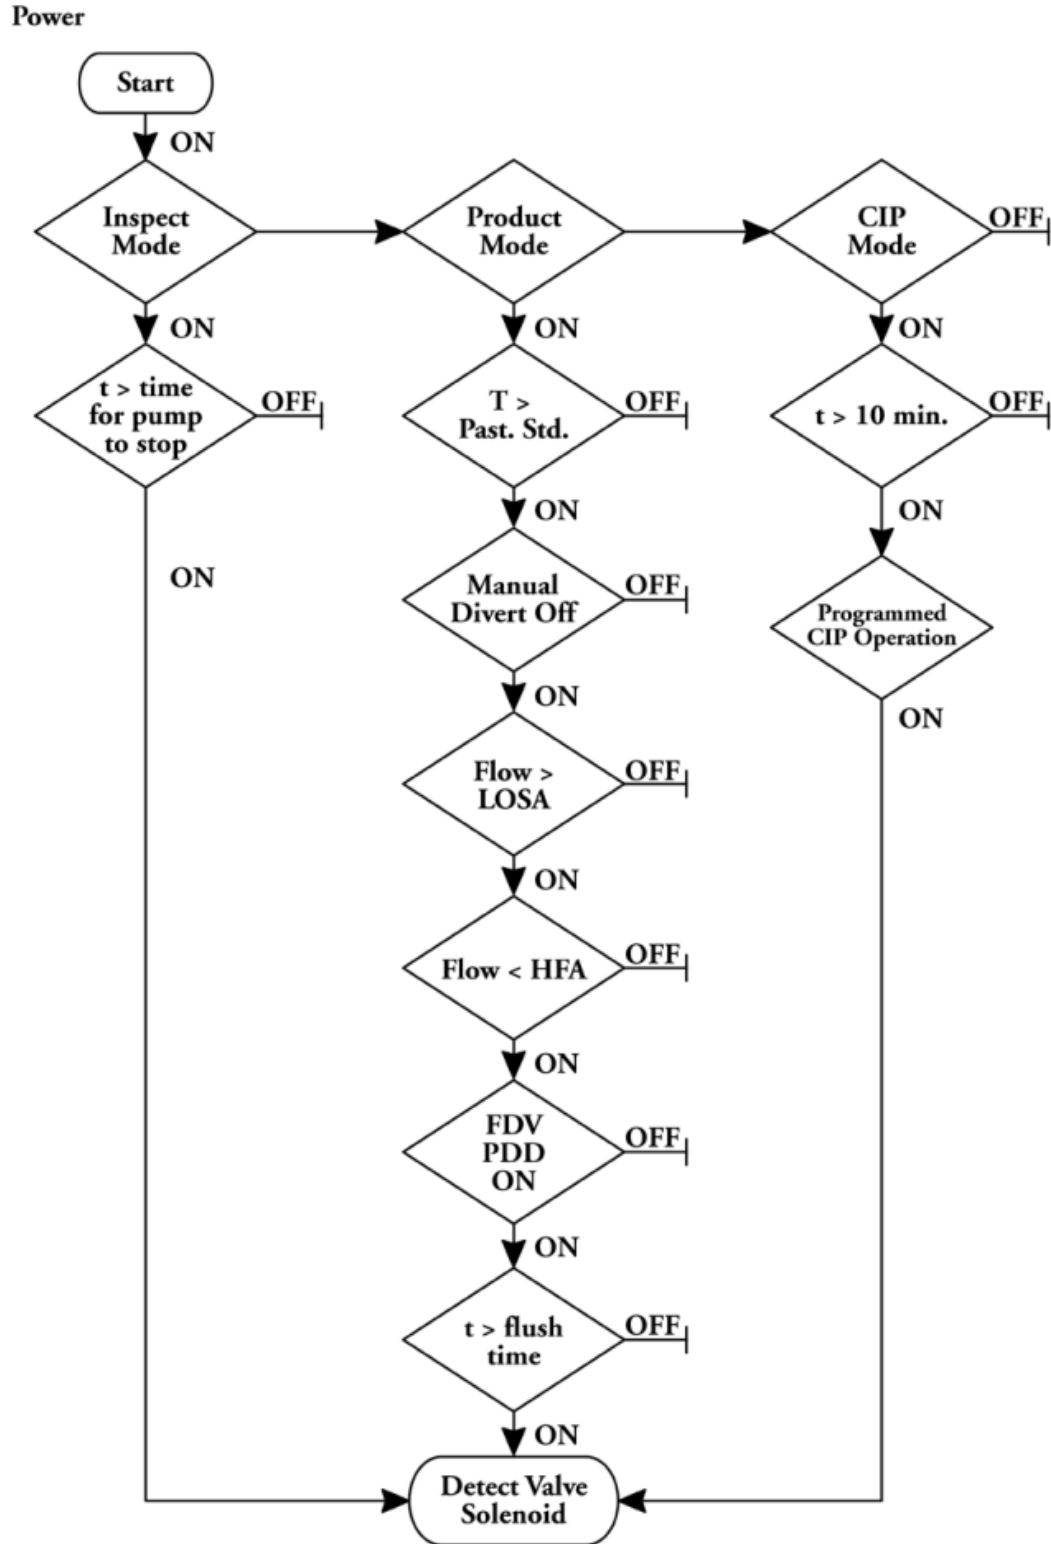 Power
Start
ON
Inspect
Mode
Product
Mode
CIP
Mode
OFF
ON
ON
ON
t > time
for pump
to stop
OFF
T >
Past. Std.
OFF
t > 10 min.
OFF
ON
ON
ON
Manual
Divert Off
OFF
Programmed
CIP Operation
ON
ON
Flow >
LOSA
OFF
ON
Flow < HFA
OFF
ON
FDV
PDD
ON
OFF
ON
t > flush
time
OFF
ON
Detect Valve
Solenoid